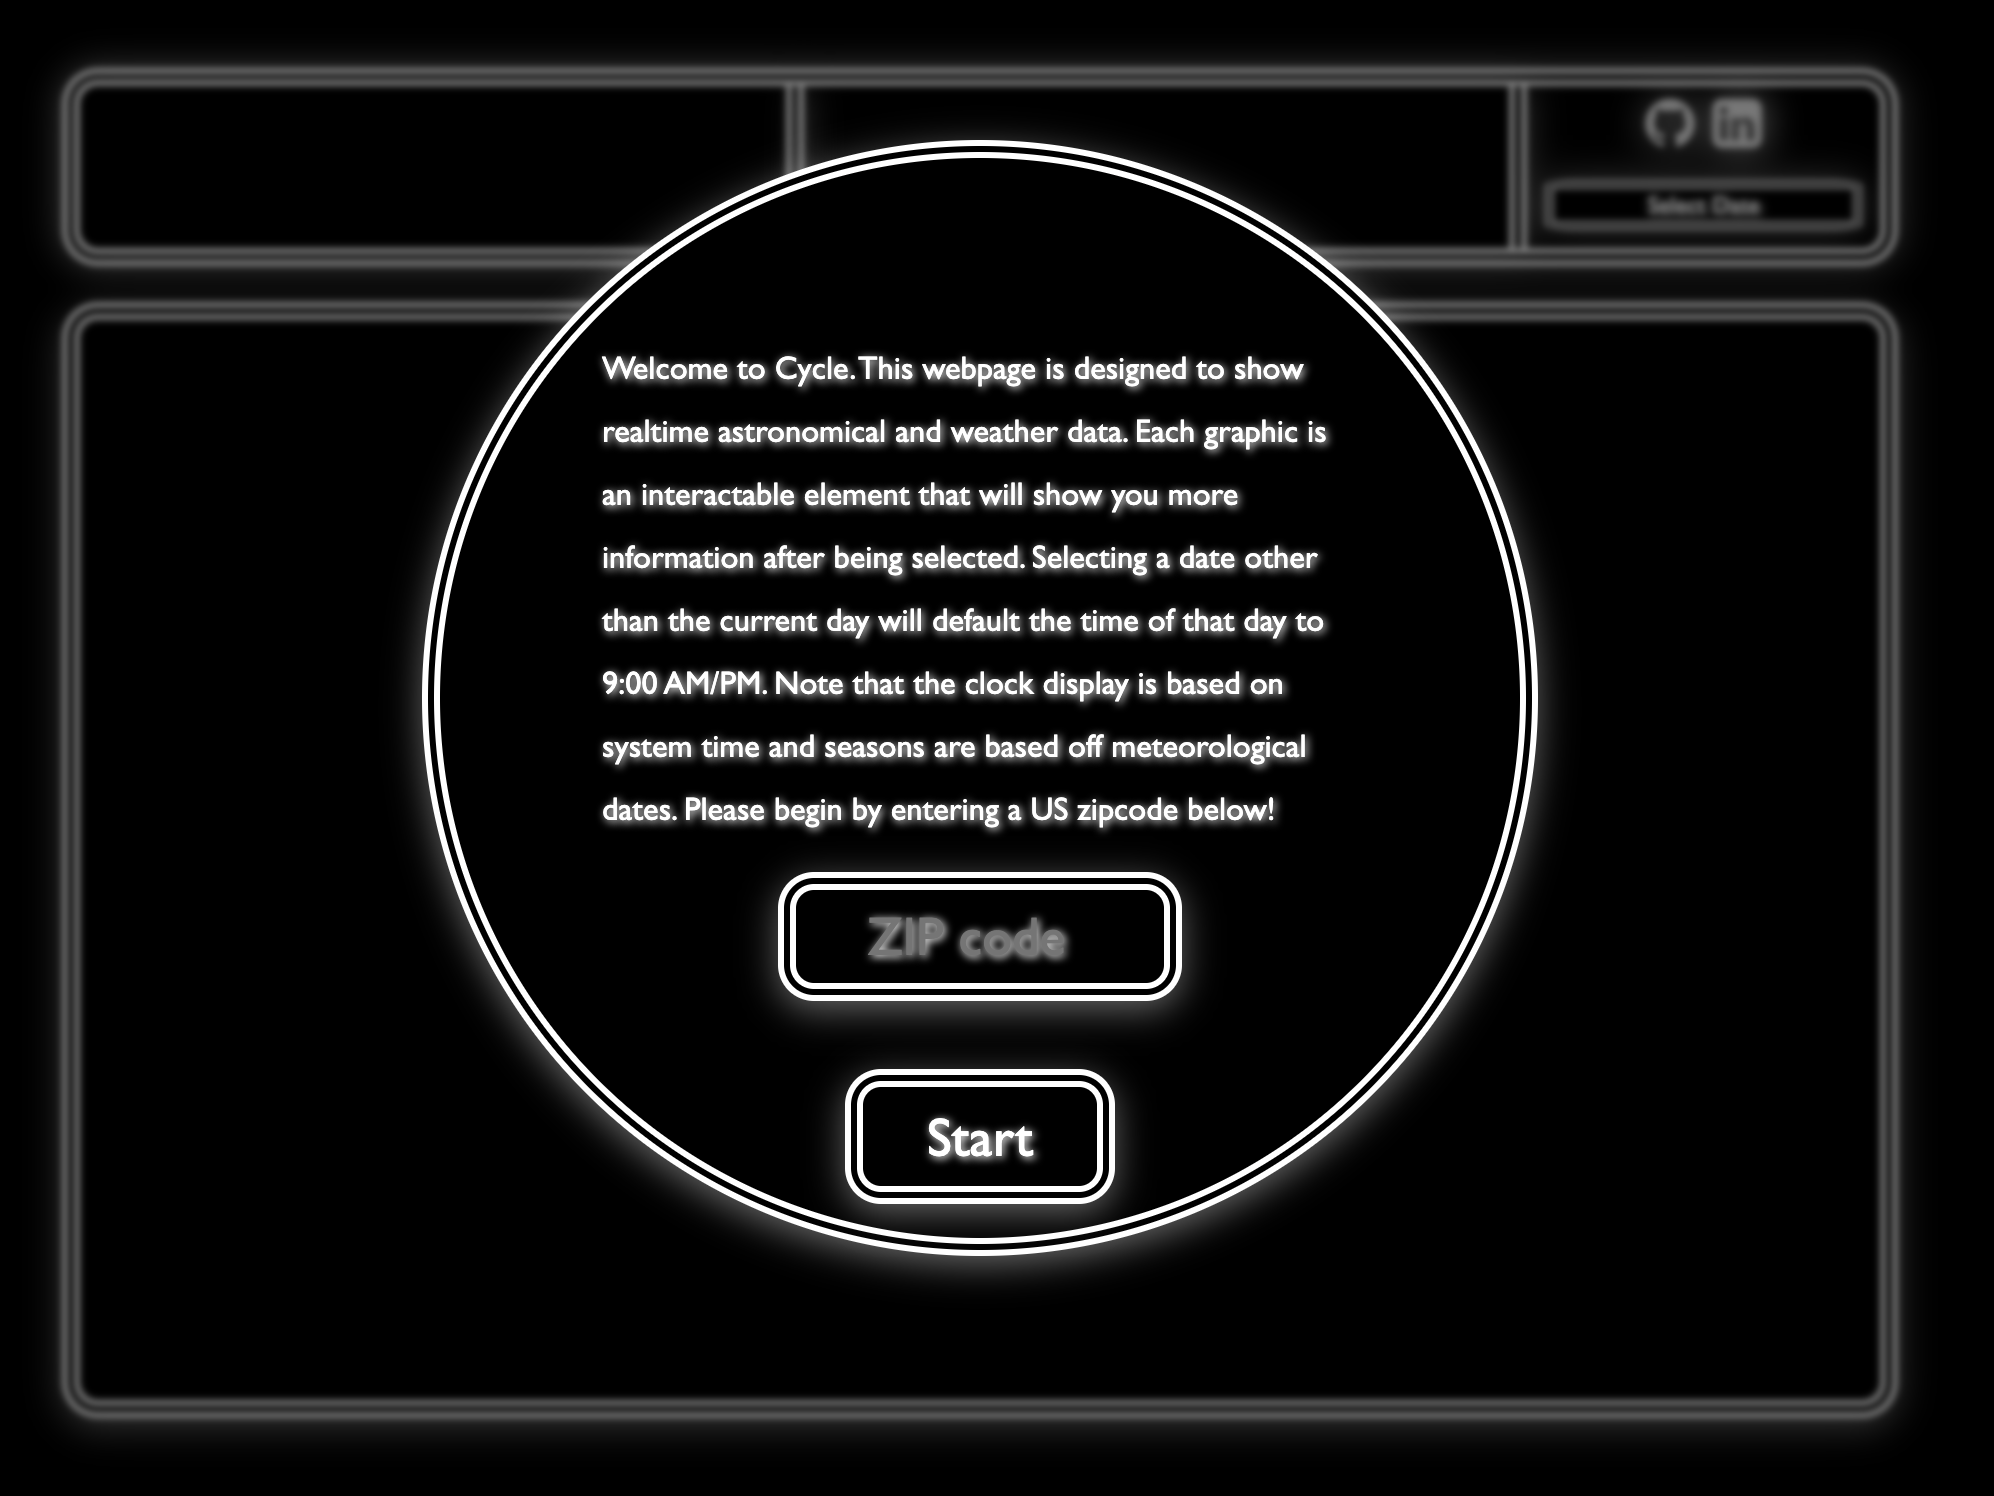 in
Select Date
Welcome to Cycle. This webpage is designed to show
realtime astronomical and weather data. Each graphic is
an interactable element that will show you more
information after being selected. Selecting a date other
than the current day will default the time of that day to
9:00 AM/PM. Note that the clock display is based on
system time and seasons are based off meteorological
dates. Please begin by entering a US zipcode below!
ZIP code
Start